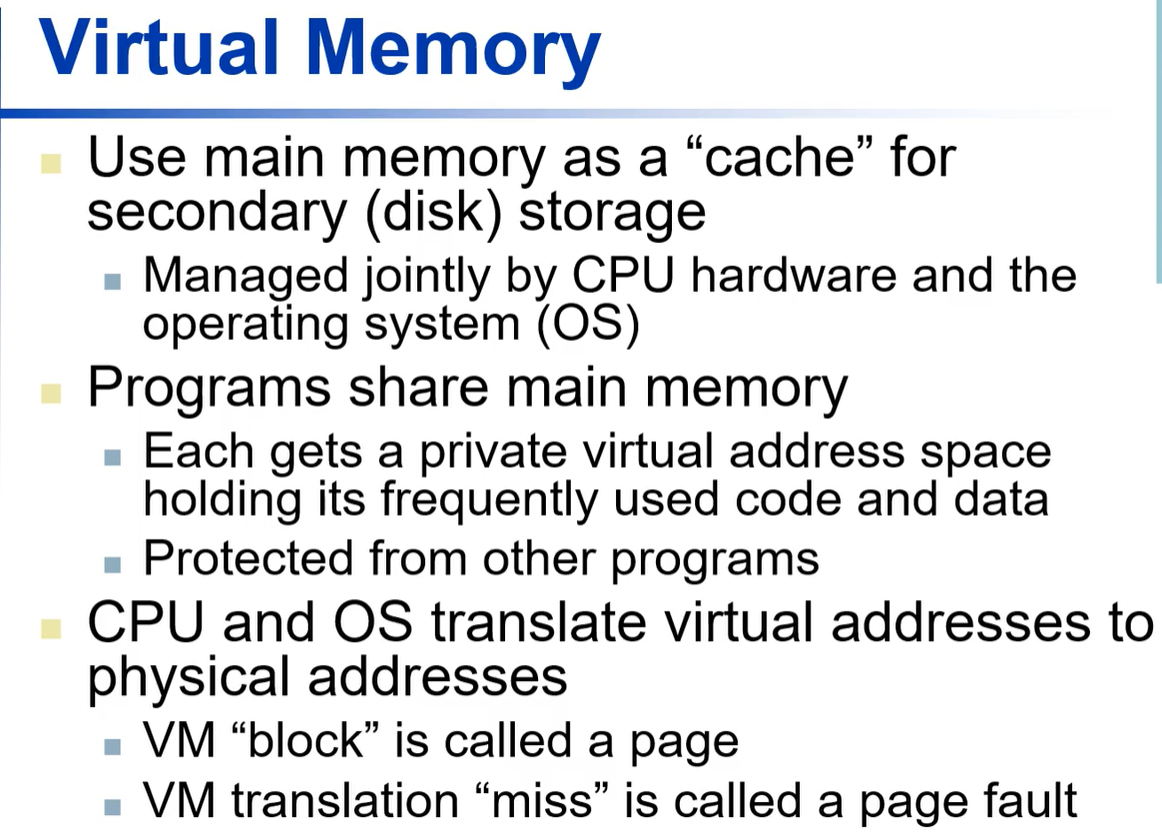 Virtual Memory
Use main memory as a “cache” for
secondary (disk) storage
Managed jointly by CPU hardware and the
operating system (OS)
Programs share main memory
Each gets a private virtual address space
holding its frequently used code and data
Protected from other programs
CPU and OS translate virtual addresses to
physical addresses
VM “block” is called a page
VM translation “miss” is called a page fault